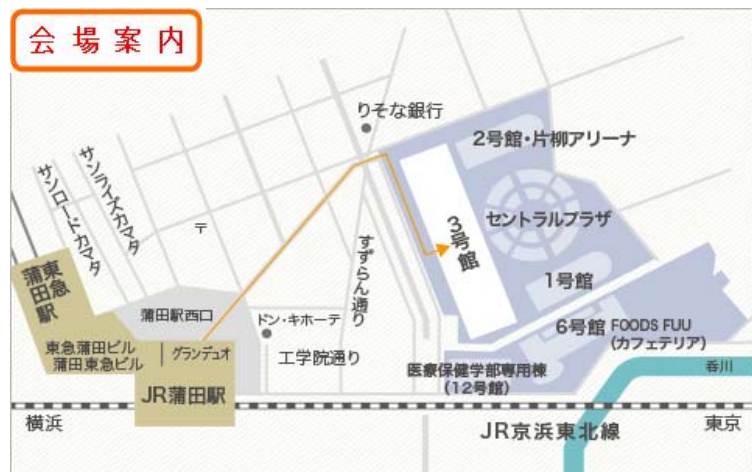 会場案内
りそな銀行
2号館・片柳アリーナ
サンライズカマタ
サンロードカマタ
〒
3号館
セントラルプラザ
すずらん通り
東急
蒲田駅
1号館
蒲田駅西口
ドン・キホーテ
6号館 FOODS FUU
(カフェテリア)
東急蒲田ビル
蒲田東急ビル
グランデュオ
工学院通り
医療保健学部専用棟
(12号館)
呑川
JR蒲田駅
横浜
JR京浜東北線
東京